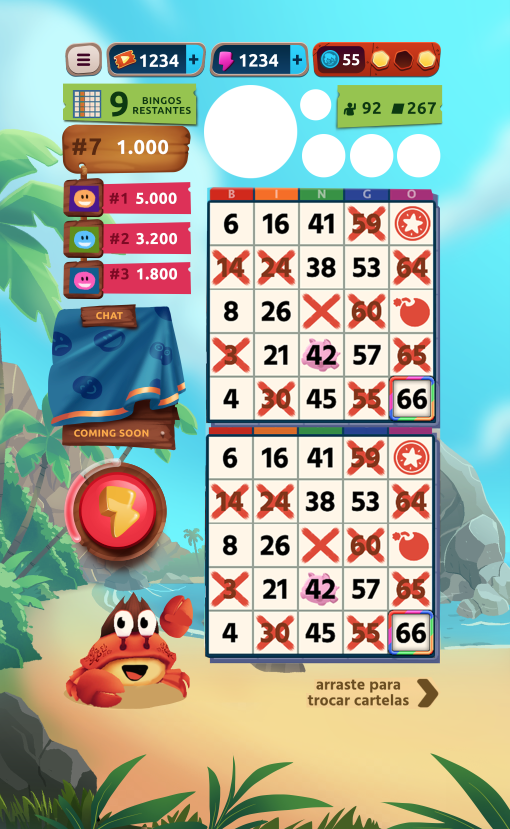 1234 +
1234 +
55
9 BINGOS
RESTANTES
92 267
#7 1.000
#1 5.000
#2 3.200
#3 1.800
CHAT
COMING SOON
B I N G O
6 16 41 59
14 24 38 53 64
8 26 60
3 21 42 57 65
4 30 45 55 66
6 16 41 59
14 24 38 53 64
8 26 60
3 21 42 57 65
4 30 45 55 66
arraste para
trocar cartelas